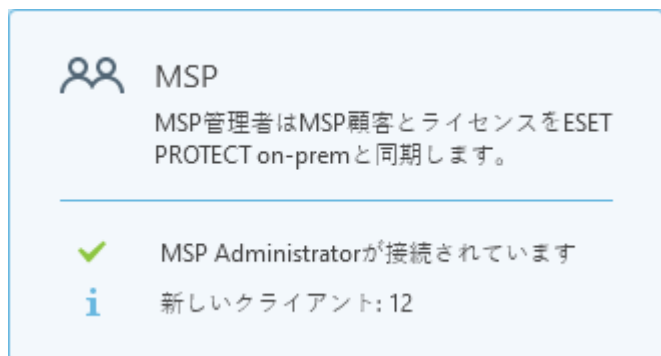 MSP
MSP管理者はMSP顧客とライセンスをESET
PROTECT on-premと同期します。
MSP Administratorが接続されています
新しいクライアント: 12